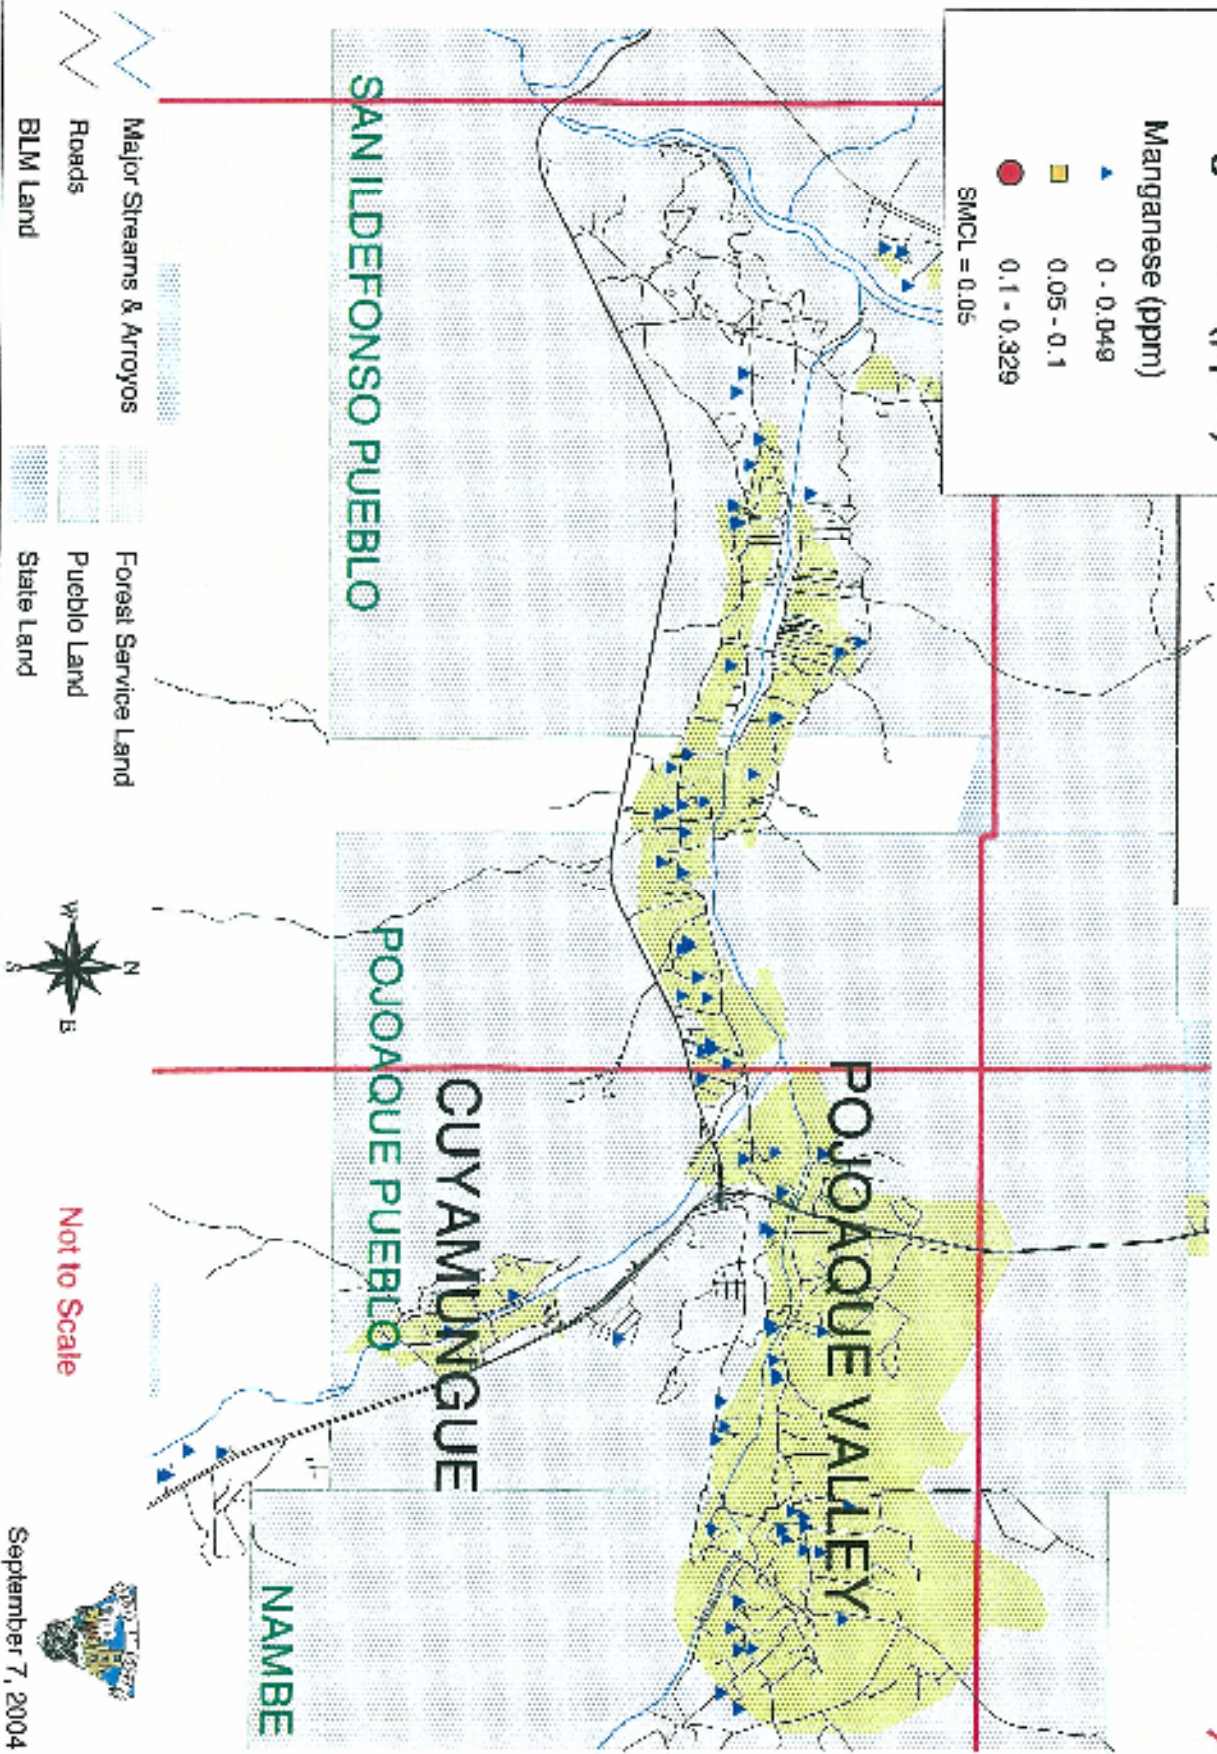 Manganese (ppm)
0 - 0.049
0.05 - 0.1
0.1 - 0.329
SMCL = 0.05
POJOAQUE VALLEY
CUYAMUNGUE
POJOAQUE PUEBLO
SAN ILDEFONSO PUEBLO
NAMBE
Major Streams & Arroyos
Roads
BLM Land
Forest Service Land
Pueblo Land
State Land
N
W
E
S
Not to Scale
September 7, 2004